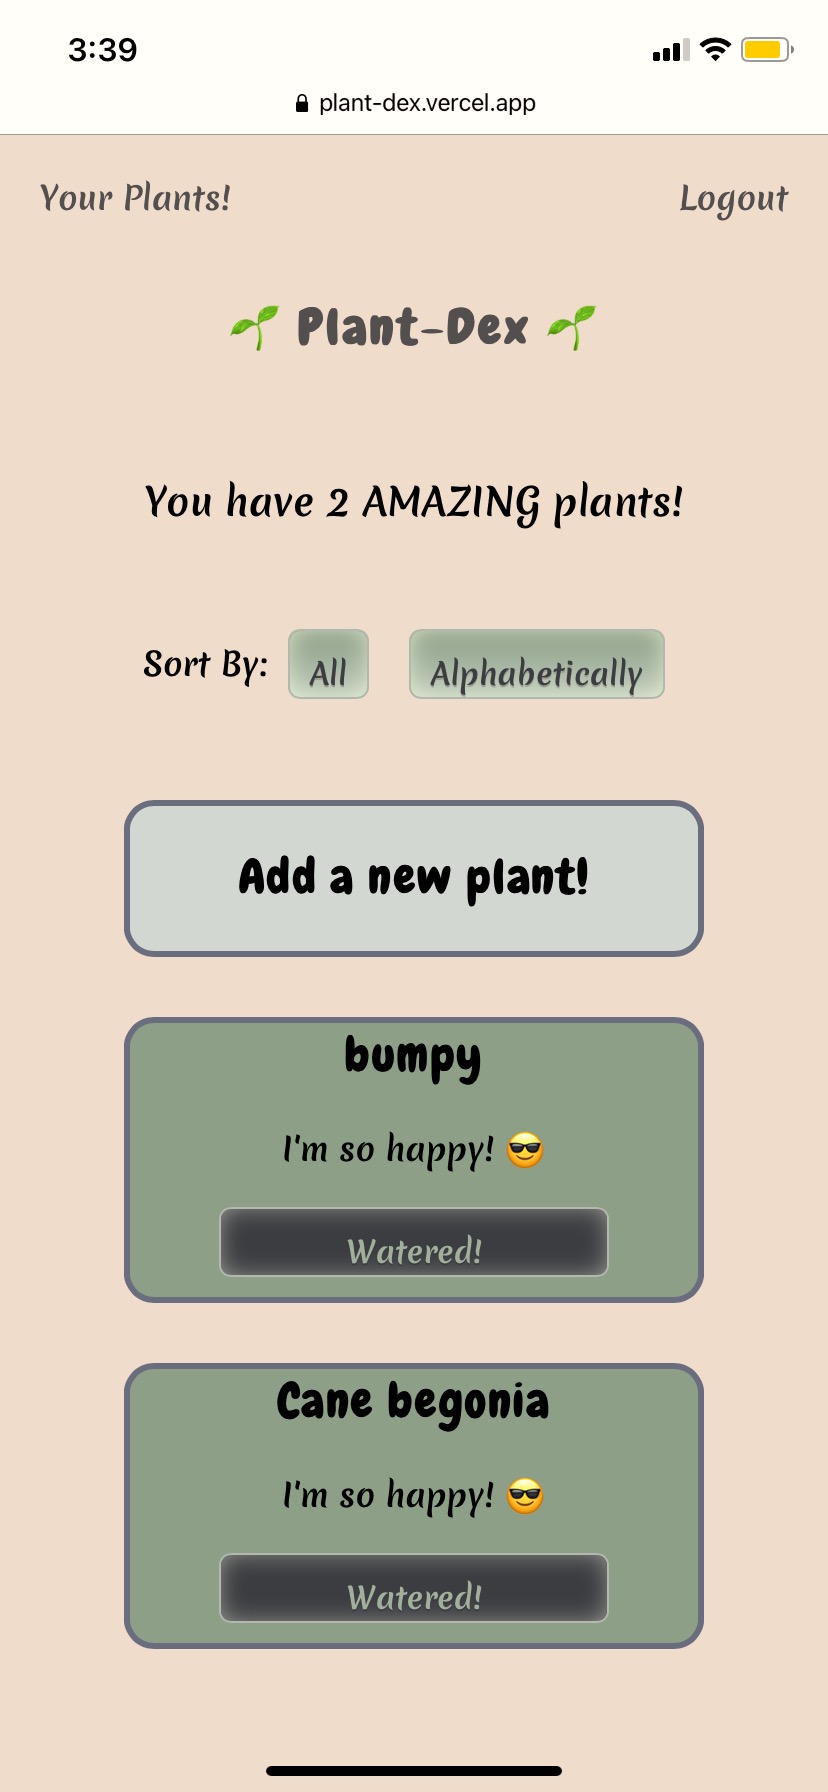 3:39
plant-dex.vercel.app
Your Plants! Logout
🌱 Plant-Dex 🌱
You have 2 AMAZING plants!
Sort By: All Alphabetically
Add a new plant!
bumpy
I'm so happy! 😎
Watered!
Cane begonia
I'm so happy! 😎
Watered!